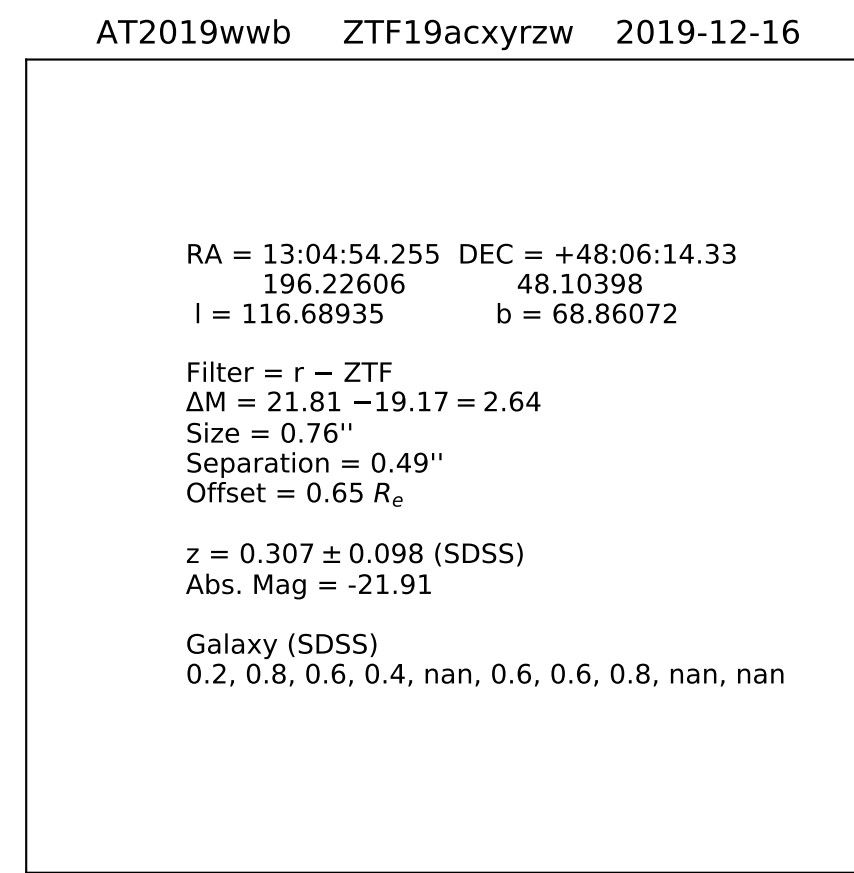 AT2019wwb ZTF19acxyrzw 2019-12-16
RA = 13:04:54.255 DEC = +48:06:14.33
196.22606 48.10398
l = 116.68935 b = 68.86072
Filter = r − ZTF
ΔM = 21.81 −19.17 = 2.64
Size = 0.76''
Separation = 0.49''
Offset = 0.65 Re
z = 0.307 ± 0.098 (SDSS)
Abs. Mag = -21.91
Galaxy (SDSS)
0.2, 0.8, 0.6, 0.4, nan, 0.6, 0.6, 0.8, nan, nan